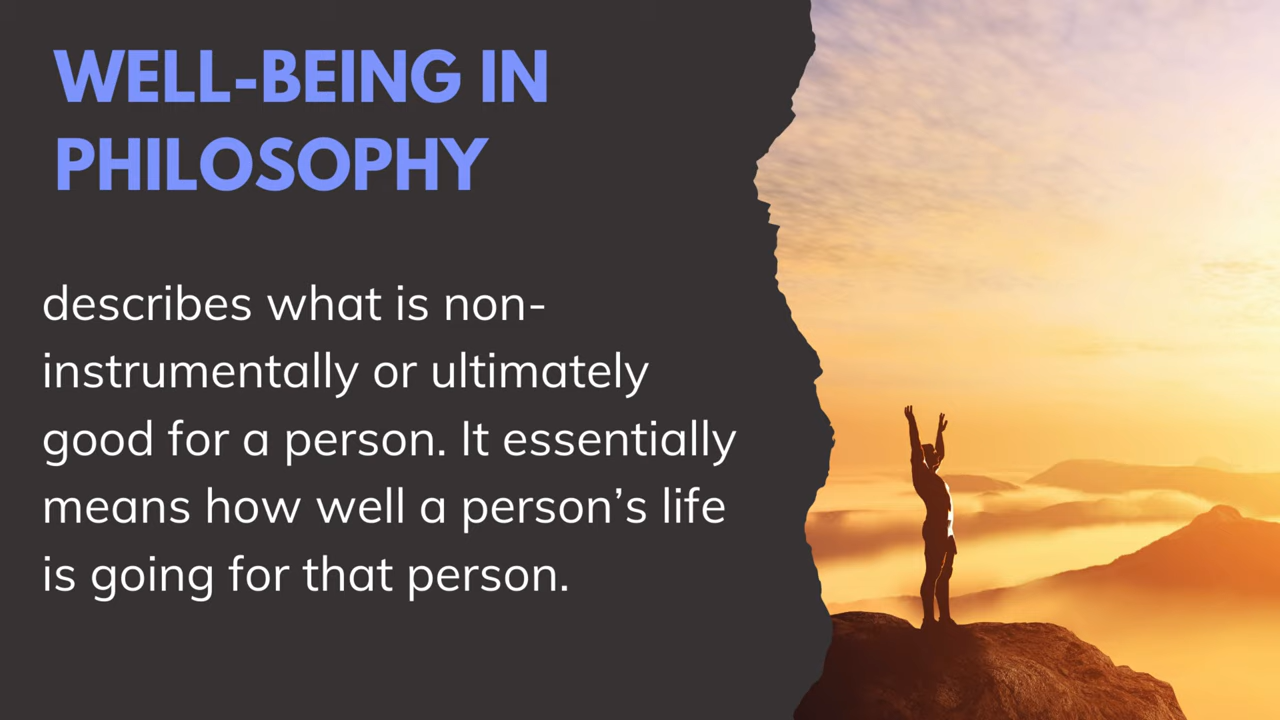 WELL-BEING IN
PHILOSOPHY
describes what is non-
instrumentally or ultimately
good for a person. It essentially
means how well a person’s life
is going for that person.